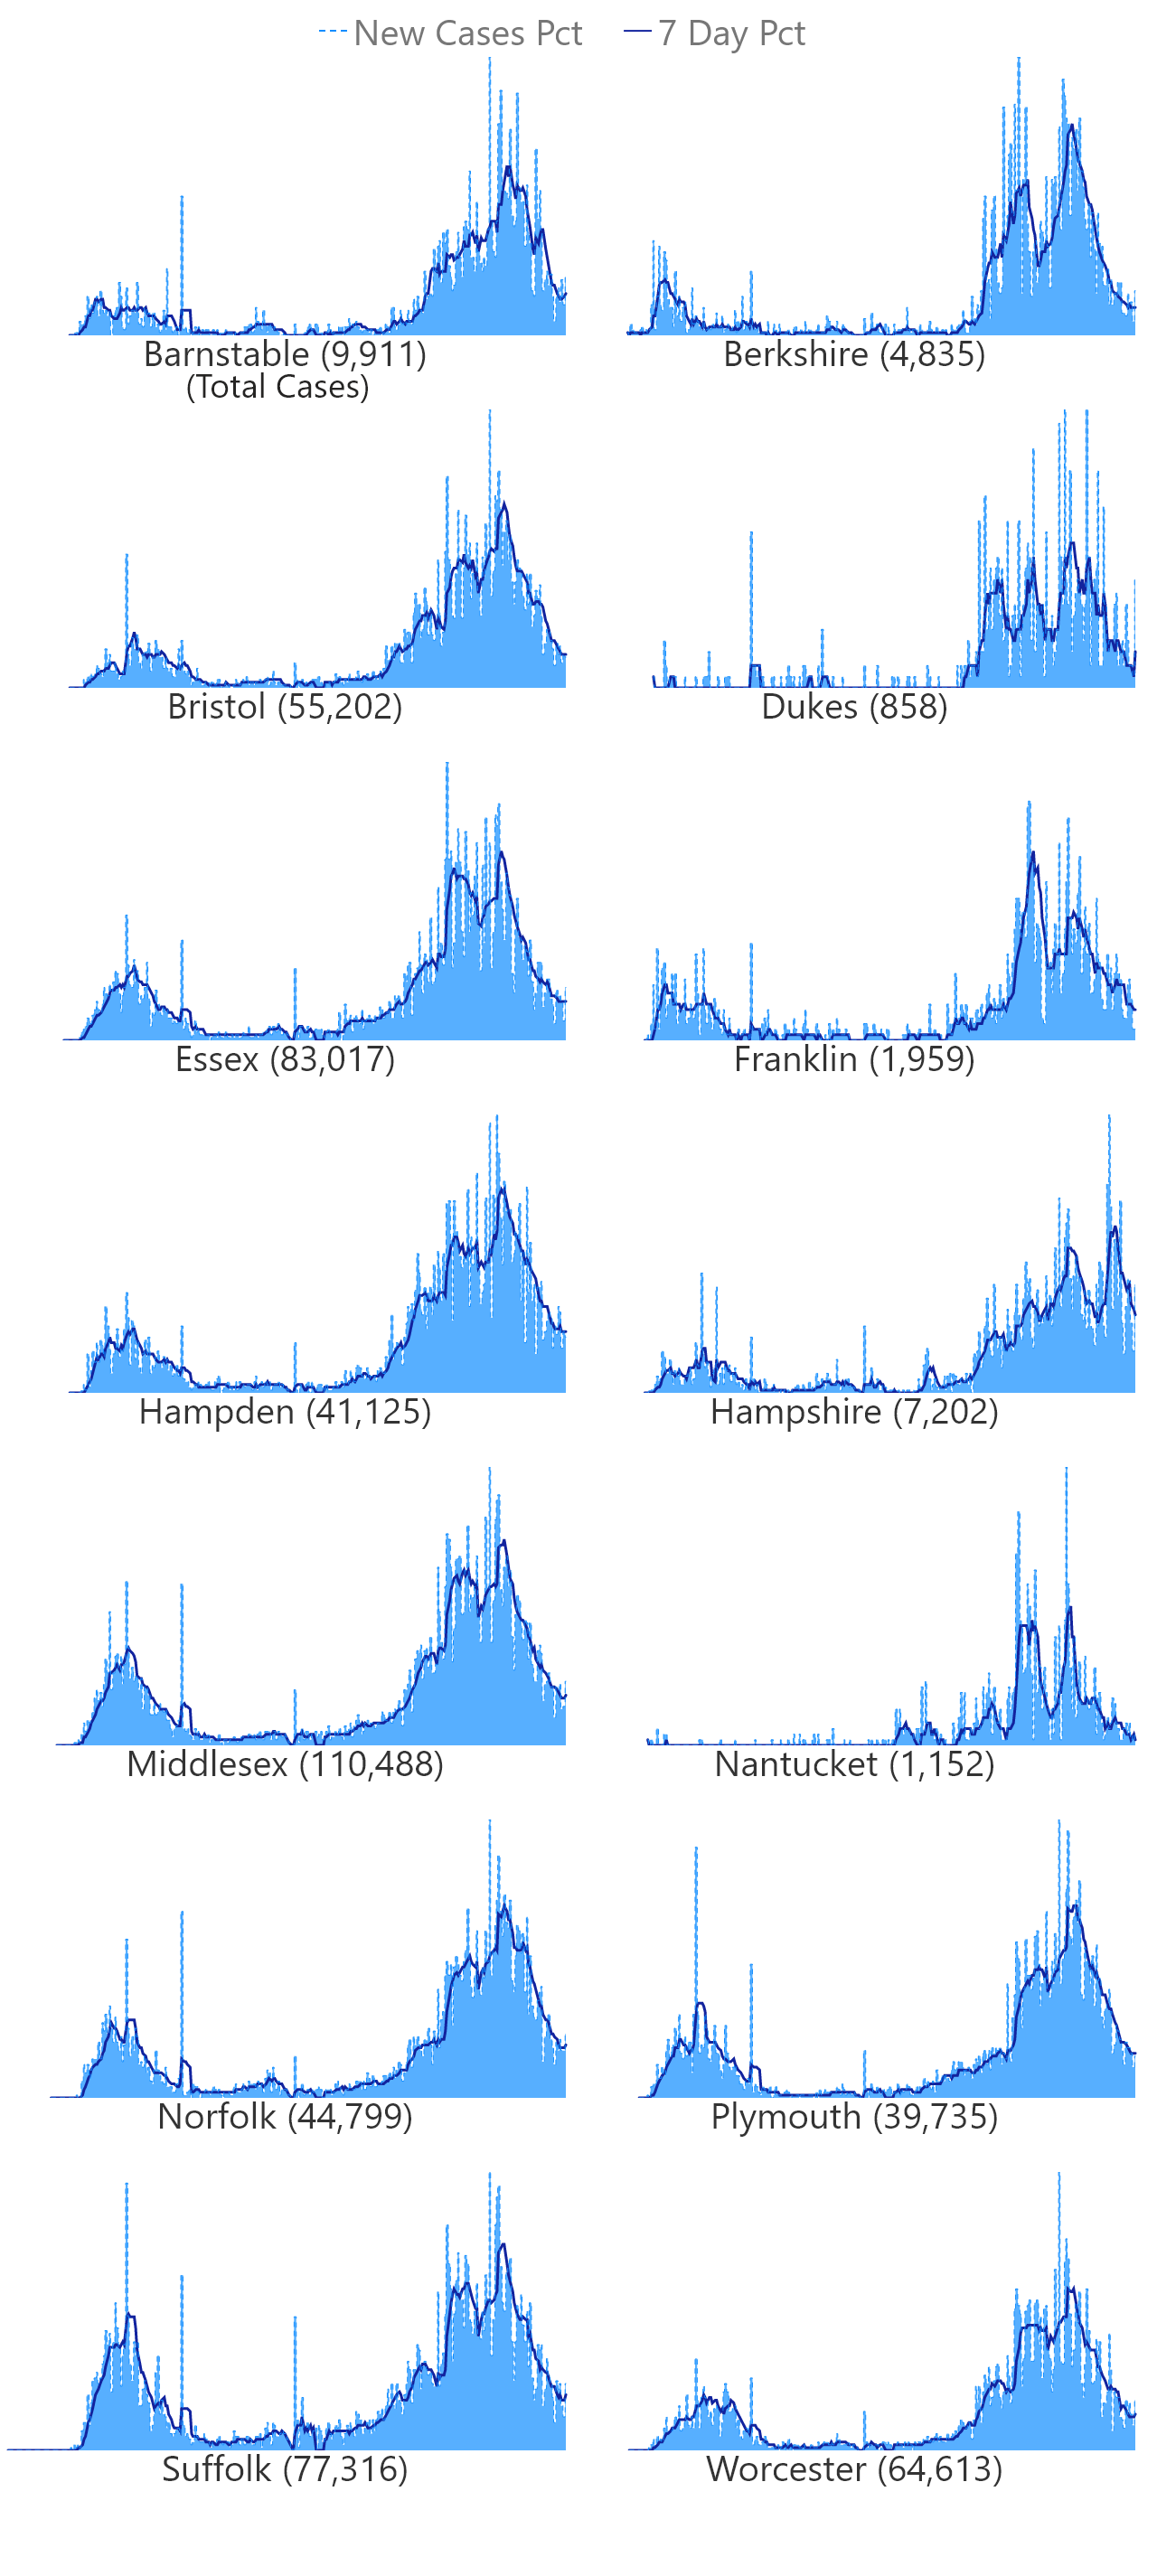 New Cases Pct 7 Day Pct
Barnstable (9,911)
(Total Cases)
Berkshire (4,835)
Bristol (55,202)
Dukes (858)
Essex (83,017)
Franklin (1,959)
Hampden (41,125)
Hampshire (7,202)
Middlesex (110,488)
Nantucket (1,152)
Norfolk (44,799)
Plymouth (39,735)
Suffolk (77,316)
Worcester (64,613)